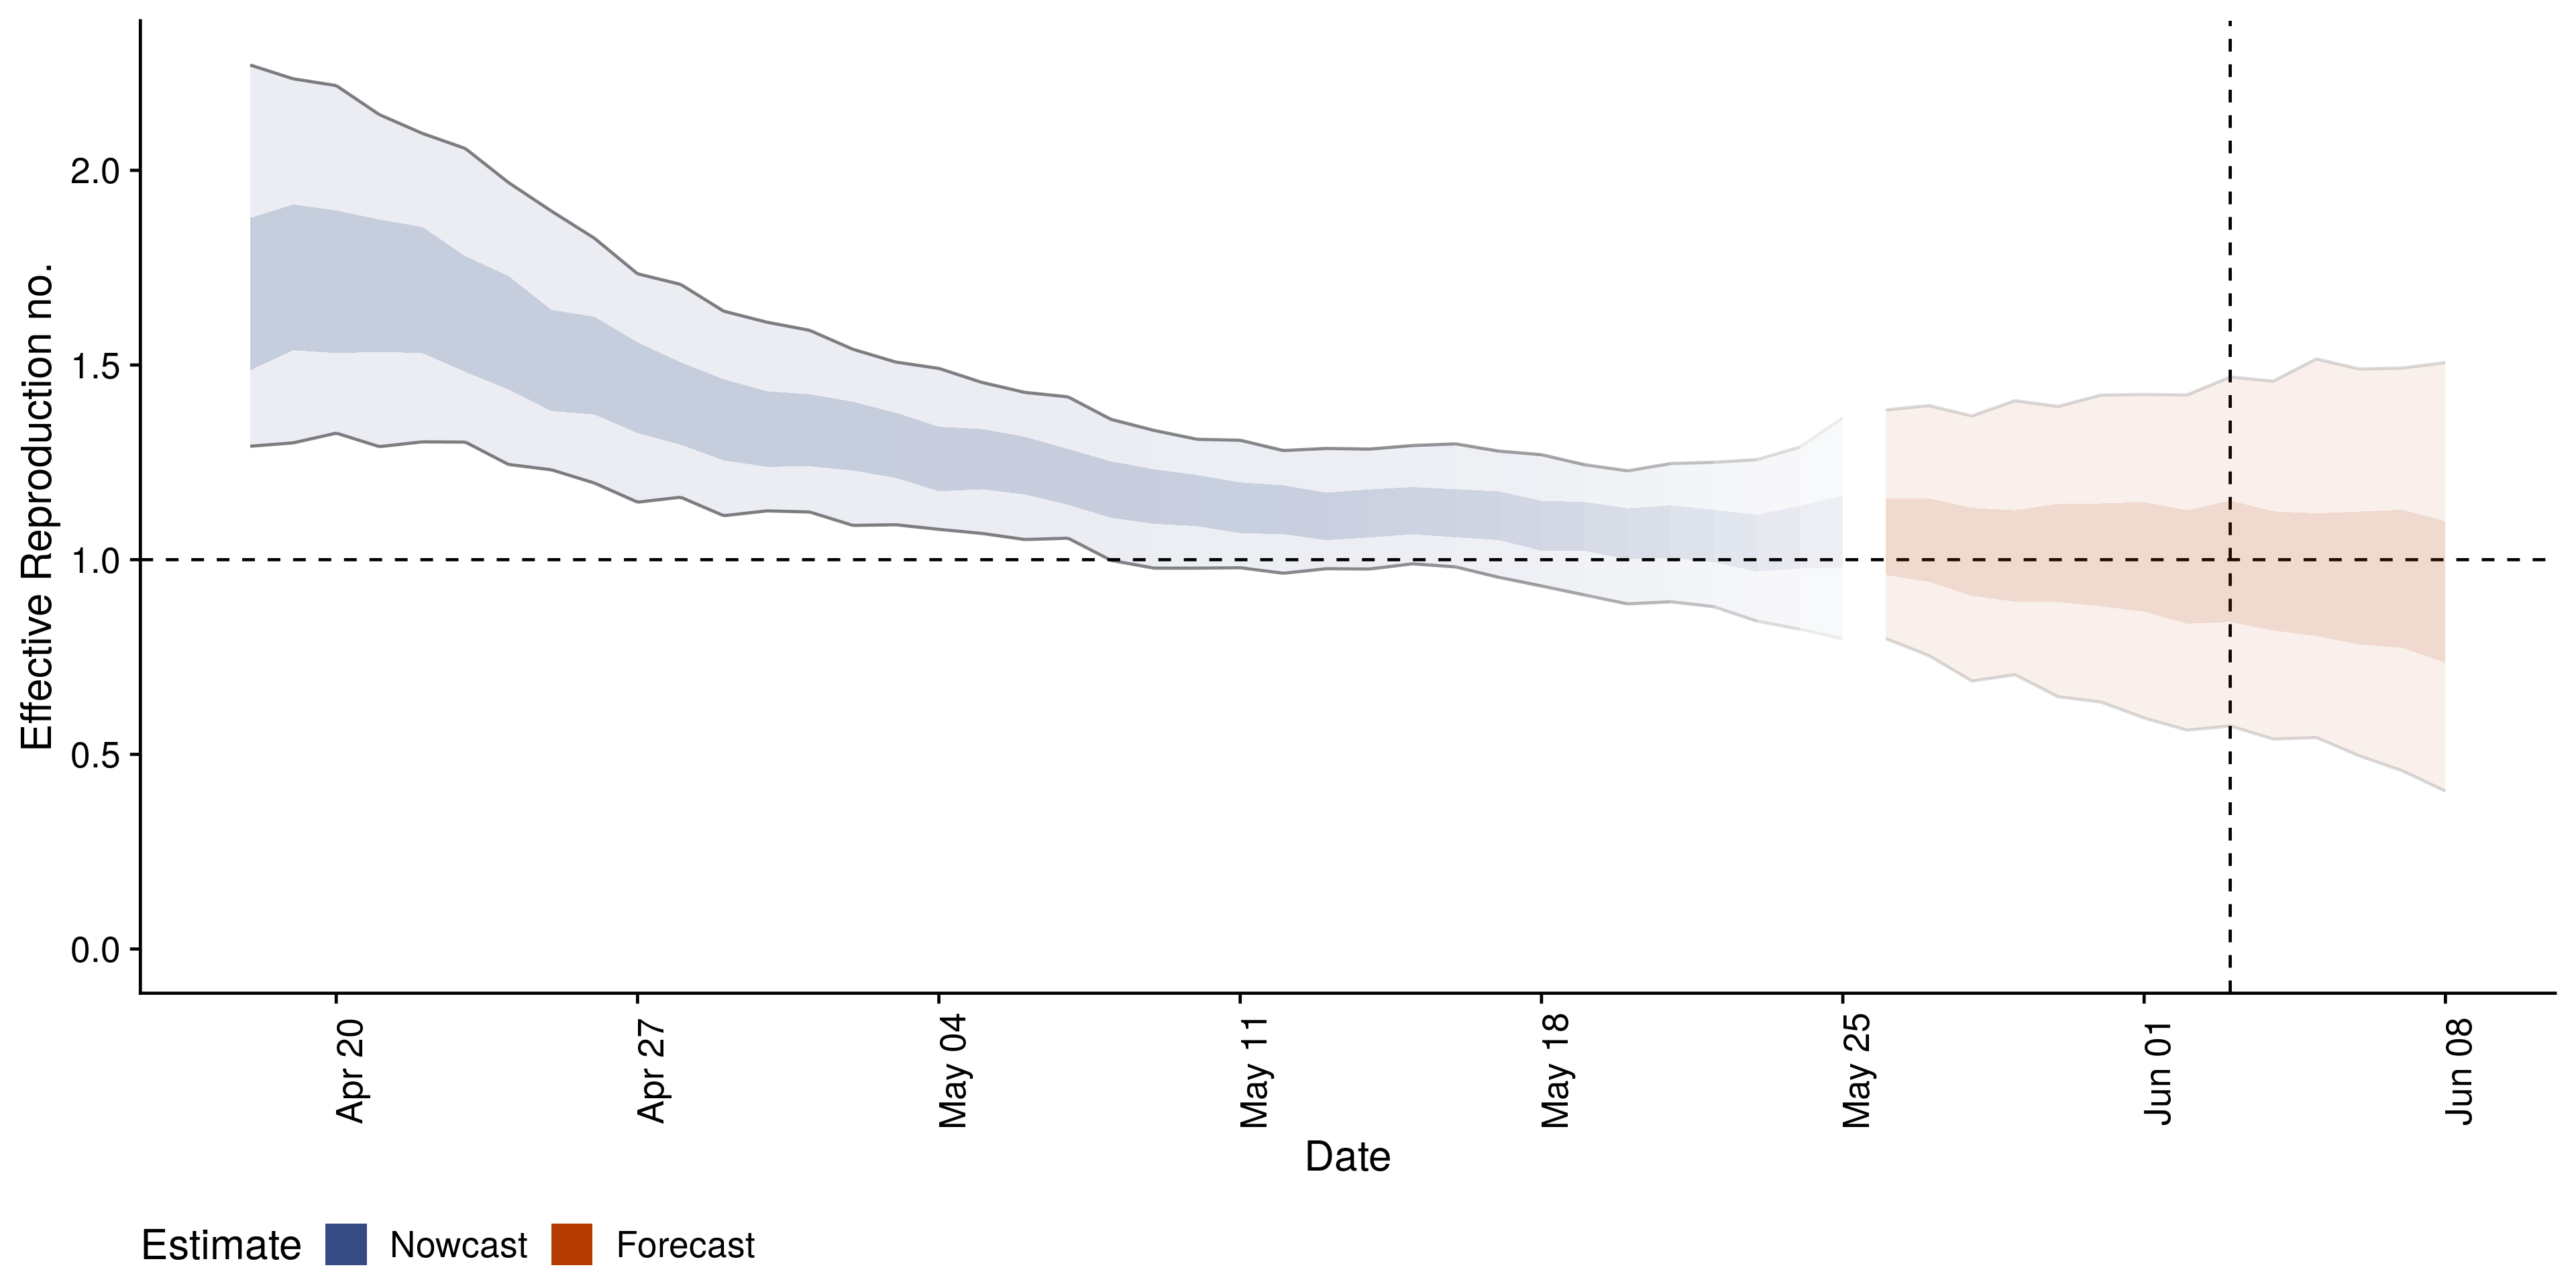 Effective Reproduction no.
2.0
1.5
1.0
0.5
0.0
Apr 20
Apr 27
May 04
May 11
May 18
May 25
Jun 01
Jun 08
Date
Estimate Nowcast Forecast